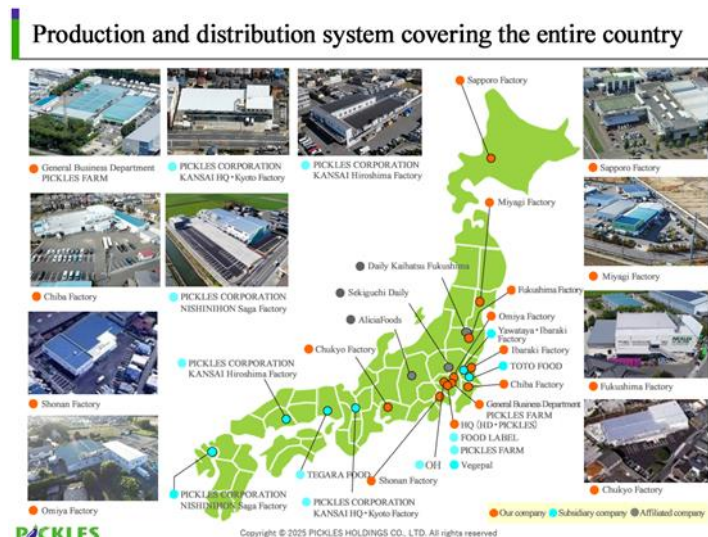 Production and distribution system covering the entire country
General Business Department
PICKLES FARM
PICKLES CORPORATION
KANSAI HQ・Kyoto Factory
PICKLES CORPORATION
KANSAI Hiroshima Factory
Sapporo Factory
Sapporo Factory
Chiba Factory
PICKLES CORPORATION
NISHINIHON Saga Factory
Miyagi Factory
Miyagi Factory
Daily Kaihatsu Fukushima
Sekiguchi Daily
AliciaFoods
Chukyo Factory
Fukushima Factory
Omiya Factory
Yawataya・Ibaraki
Factory
Ibaraki Factory
TOTO FOOD
Chiba Factory
General Business Department
PICKLES FARM
HQ (HD・PICKLES)
FOOD LABEL
PICKLES FARM
Vegepal
OH
Shonan Factory
Fukushima Factory
Shonan Factory
PICKLES CORPORATION
KANSAI Hiroshima Factory
TEGARA FOOD
PICKLES CORPORATION
NISHINIHON Saga Factory
PICKLES CORPORATION
KANSAI HQ・Kyoto Factory
Omiya Factory
Chukyo Factory
Our company
Subsidiary company
Affiliated company
PICKLES
Copyright © 2025 PICKLES HOLDINGS CO., LTD. All rights reserved